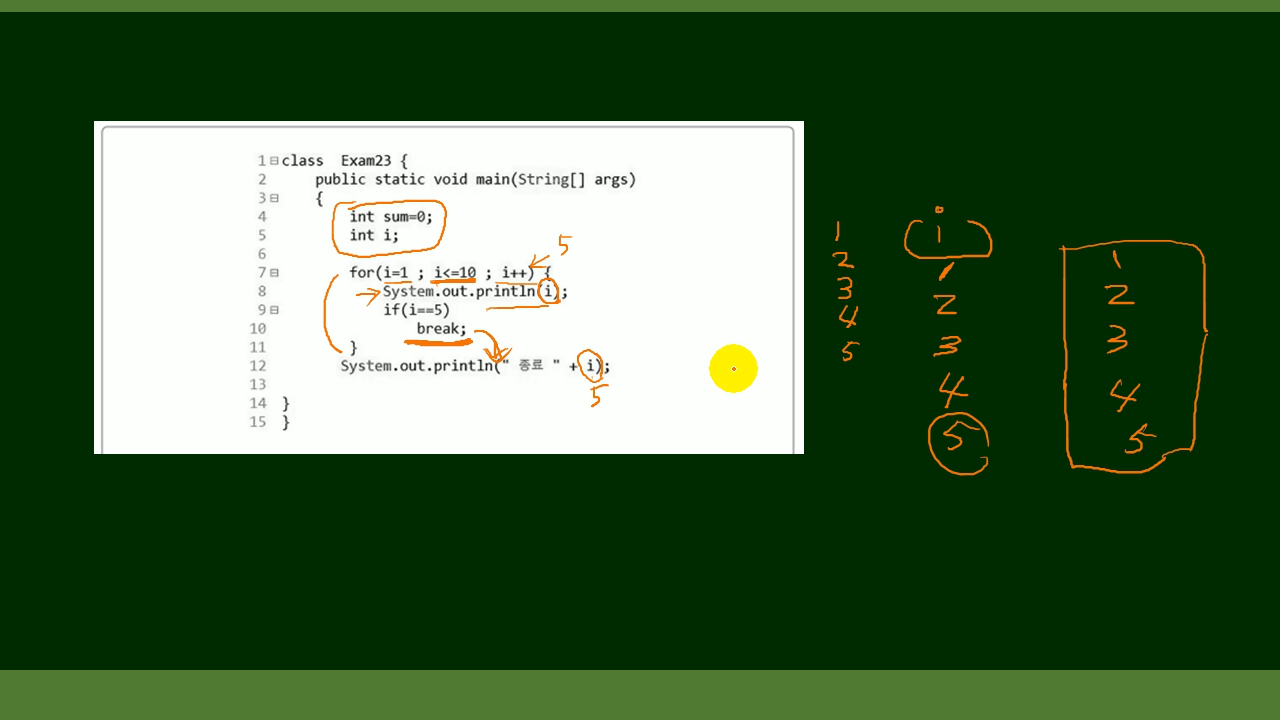 1 class  Exam23 {
2     public static void main(String[] args)
3     {
4         int sum=0;
5         int i;
6
7         for(i=1 ; i<=10 ; i++) {
8             System.out.println(i);
9             if(i==5)
10                 break;
11         }
12        System.out.println(" 종료 " + i);
13
14 }
15 }
5
5
1
2
3
4
5
i
1
2
3
4
5
1
2
3
4
5